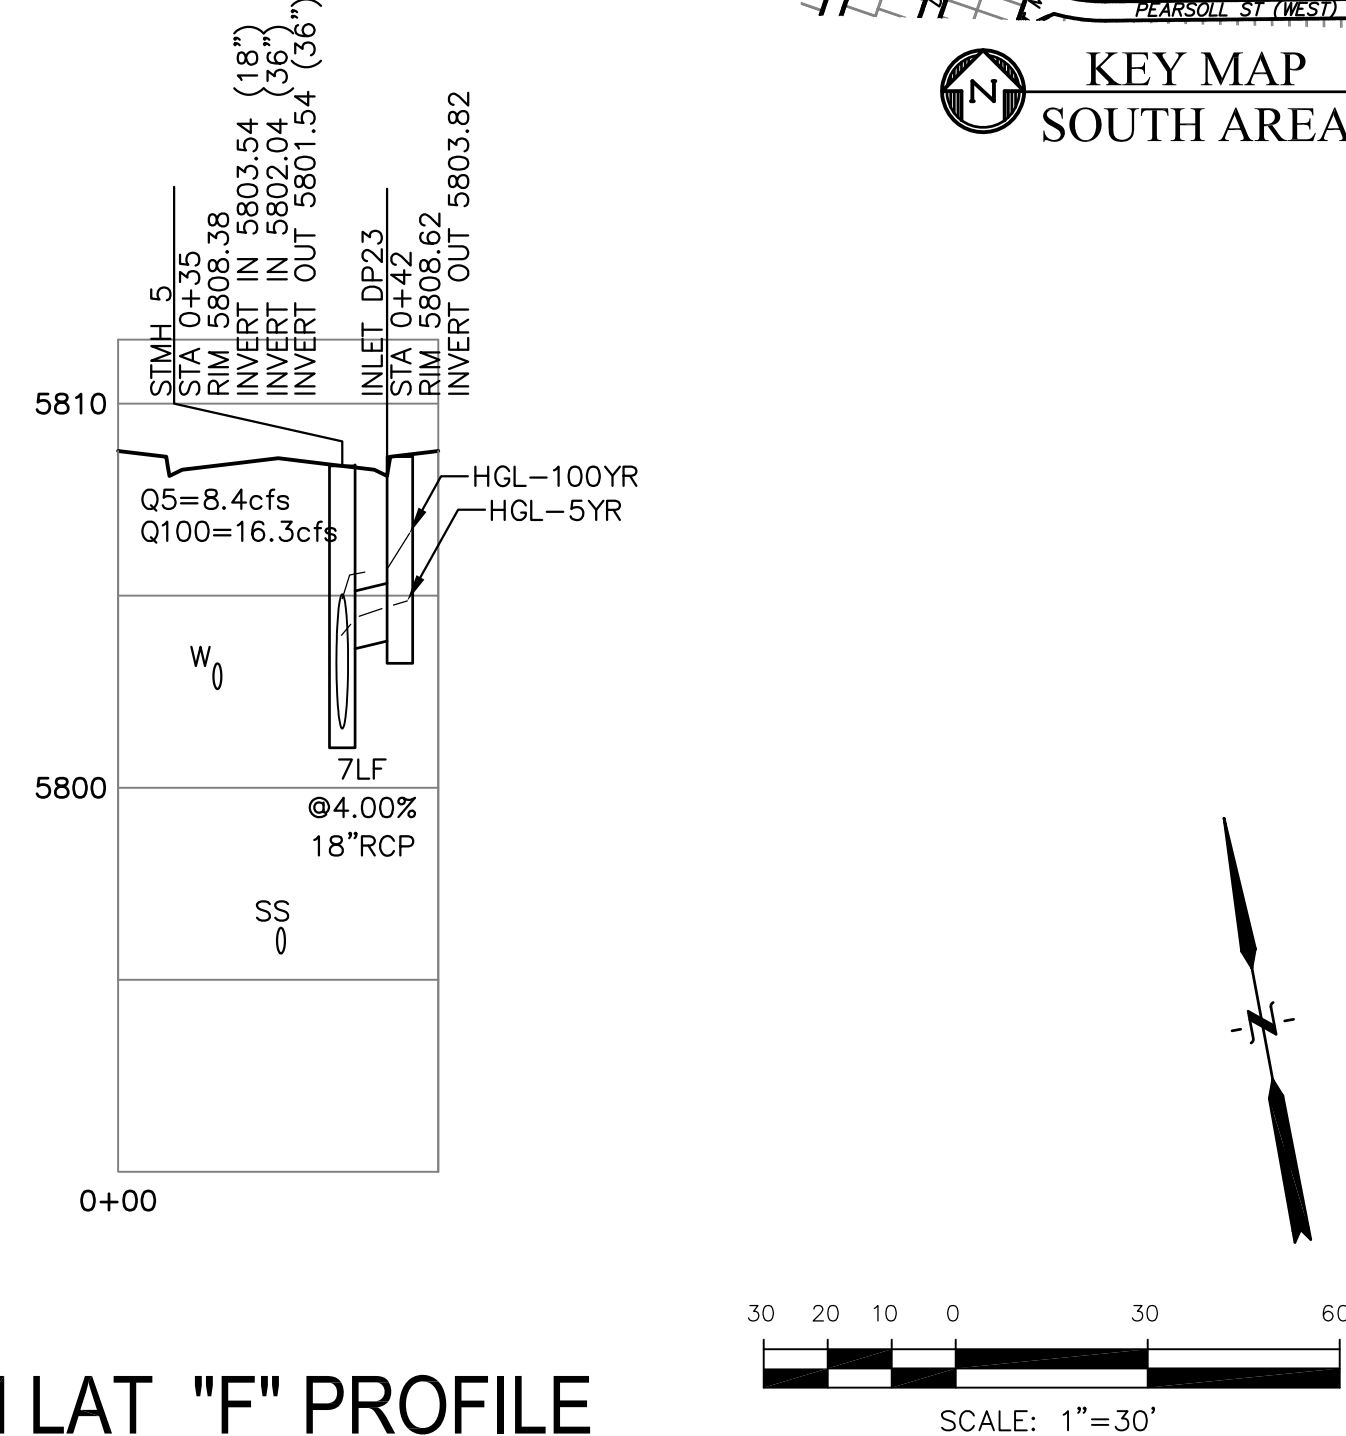 PEARSOLL ST (WEST)
KEY MAP
SOUTH AREA
N
STMH 5
STA 0+35
RIM 5808.38
INVERT IN 5803.54 (18")
INVERT IN 5802.04 (36")
INVERT OUT 5801.54 (36")
INLET DP23
STA 0+42
RIM 5808.62
INVERT OUT 5803.82
5810
HGL-100YR
HGL-5YR
Q5=8.4cfs
Q100=16.3cfs
W
5800
7LF
@4.00%
18"RCP
SS
N
0+00
30 20 10 0 30 60
SCALE: 1"=30'
LAT "F" PROFILE